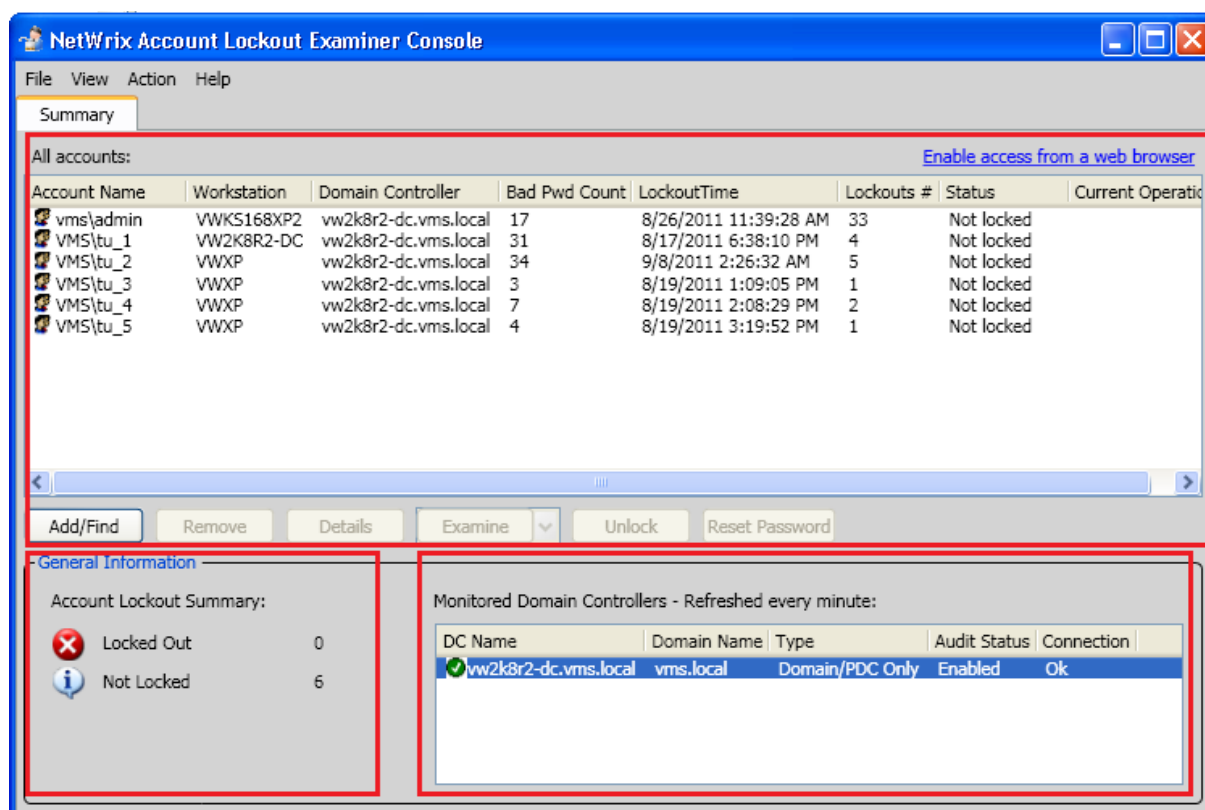 NetWrix Account Lockout Examiner Console
File View Action Help
Summary
All accounts: Enable access from a web browser
Account Name Workstation Domain Controller Bad Pwd Count LockoutTime Lockouts # Status Current Operatio
vms\admin VWKS168XP2 vw2k8r2-dc.vms.local 17 8/26/2011 11:39:28 AM 33 Not locked
VMS\tu_1 VW2K8R2-DC vw2k8r2-dc.vms.local 31 8/17/2011 6:38:10 PM 4 Not locked
VMS\tu_2 VWXP vw2k8r2-dc.vms.local 34 9/8/2011 2:26:32 AM 5 Not locked
VMS\tu_3 VWXP vw2k8r2-dc.vms.local 3 8/19/2011 1:09:05 PM 1 Not locked
VMS\tu_4 VWXP vw2k8r2-dc.vms.local 7 8/19/2011 2:08:29 PM 2 Not locked
VMS\tu_5 VWXP vw2k8r2-dc.vms.local 4 8/19/2011 3:19:52 PM 1 Not locked
Add/Find Remove Details Examine Unlock Reset Password
General Information
Account Lockout Summary:
Locked Out 0
Not Locked 6
Monitored Domain Controllers - Refreshed every minute:
DC Name Domain Name Type Audit Status Connection
vw2k8r2-dc.vms.local vms.local Domain/PDC Only Enabled Ok